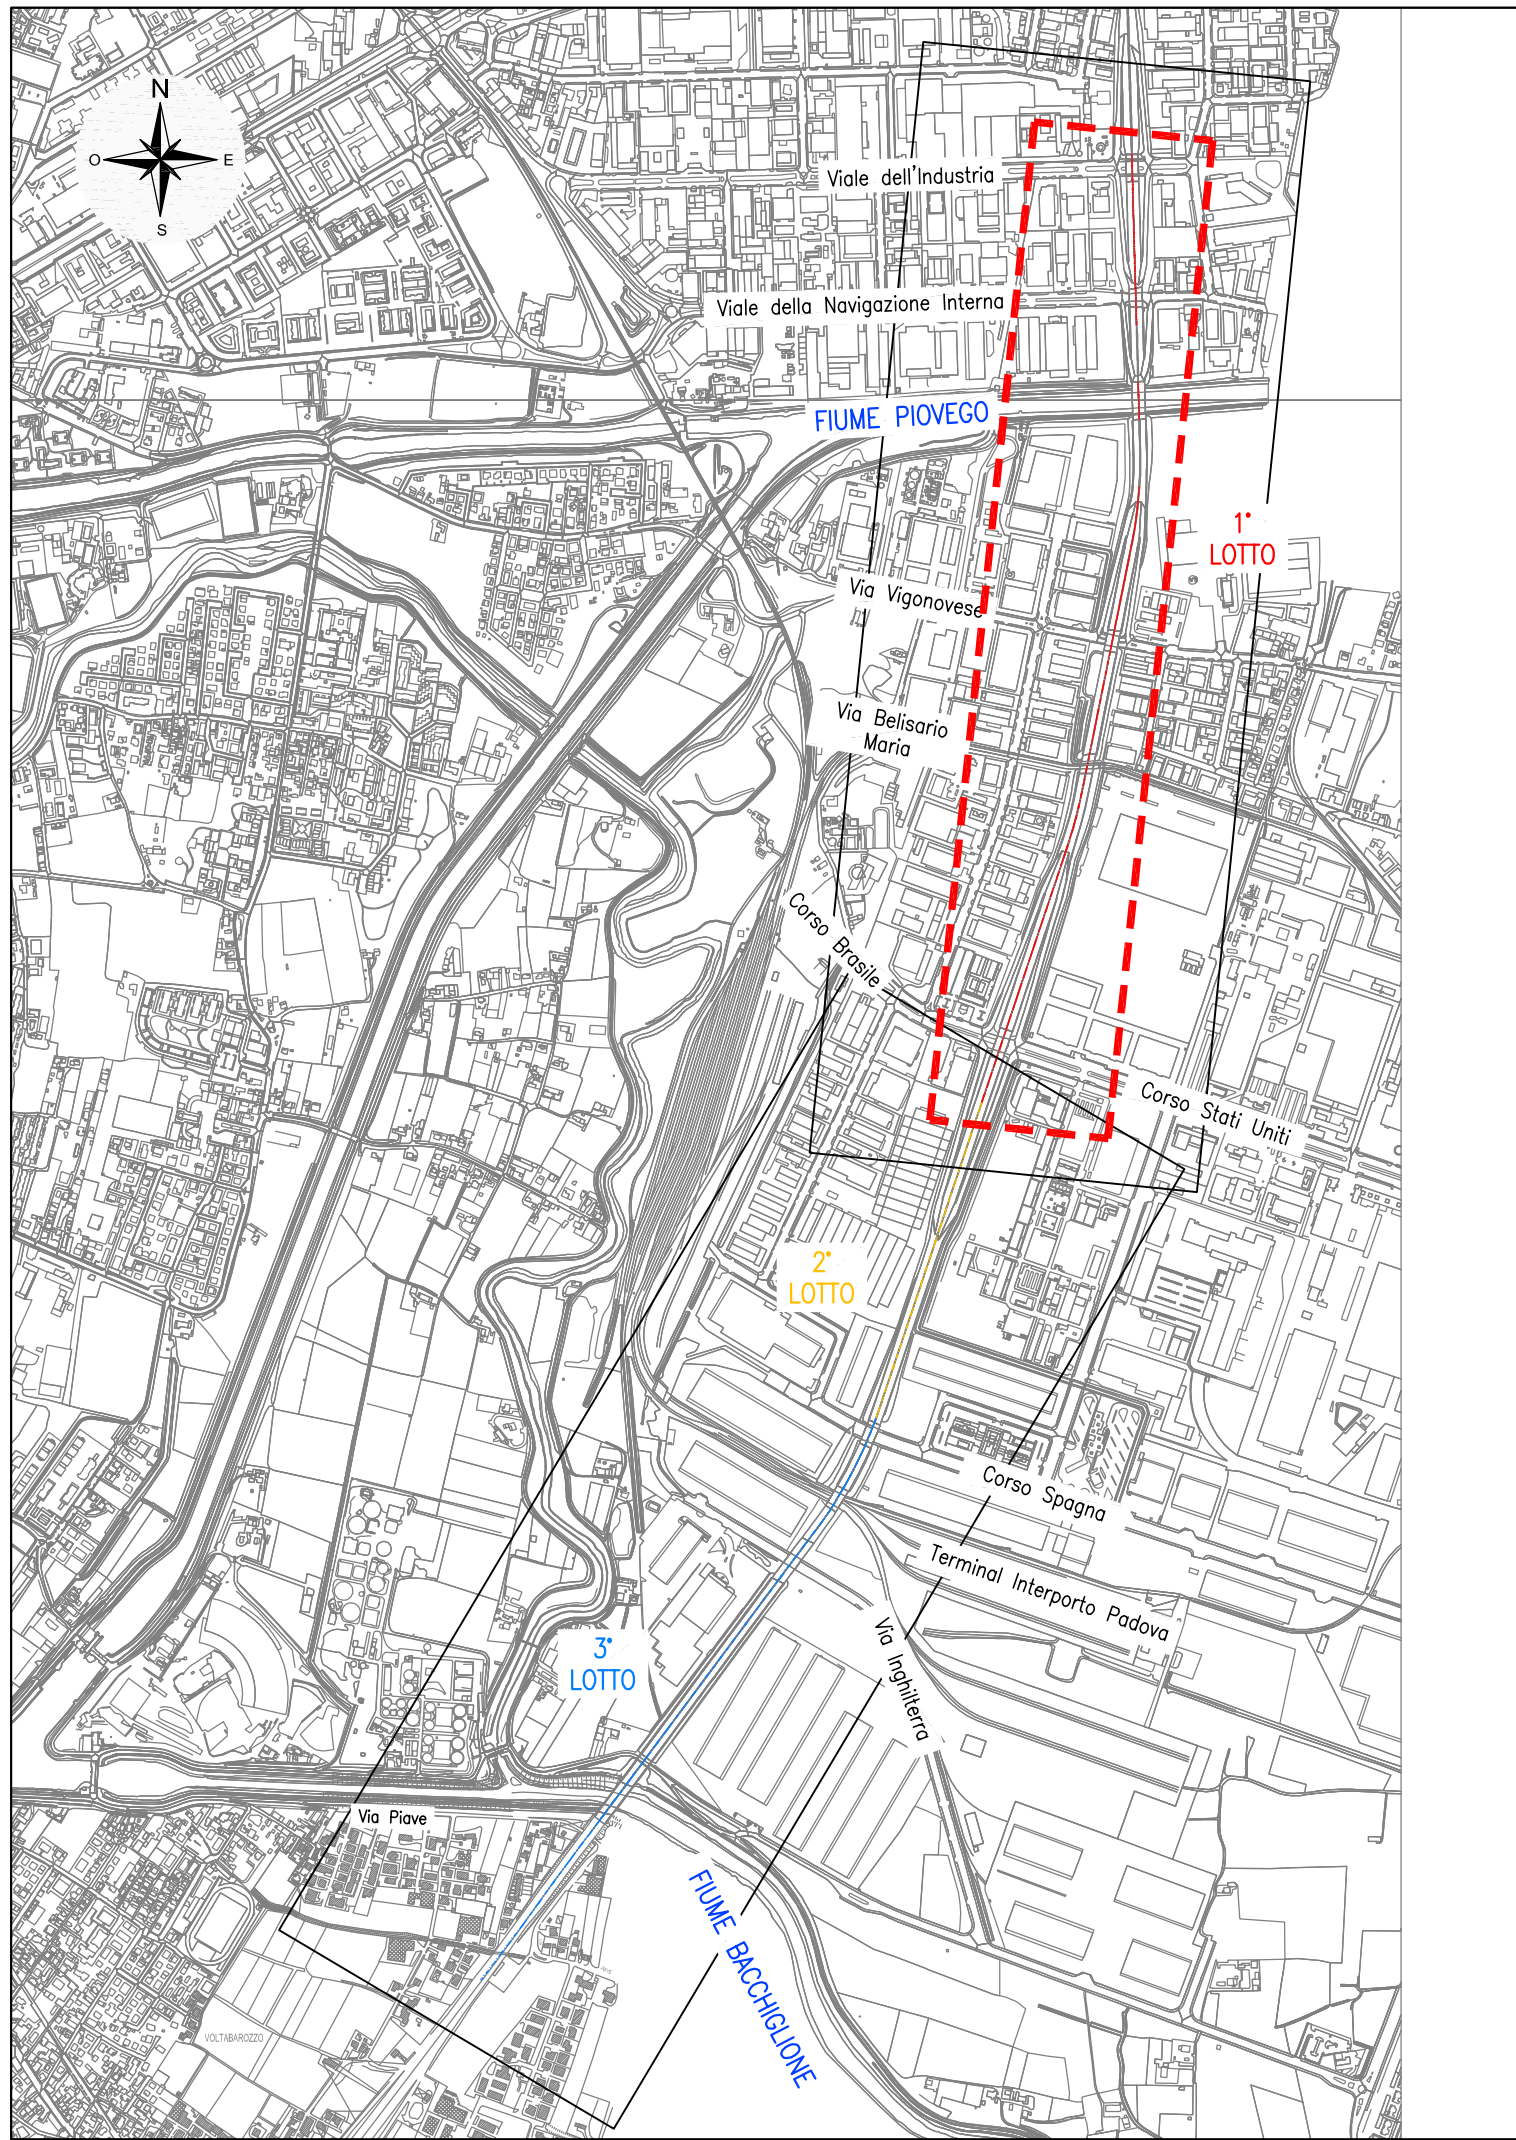 N
O
E
S
Viale dell'Industria
Viale della Navigazione Interna
FIUME PIOVEGO
1°
LOTTO
Via Vigonovese
Via Belisario
Maria
Corso Brasile
Corso Stati Uniti
2°
LOTTO
Corso Spagna
Terminal Interporto Padova
Via Inghilterra
3°
LOTTO
Via Piave
FIUME BACCHIGLIONE
VOLTABAROZZO